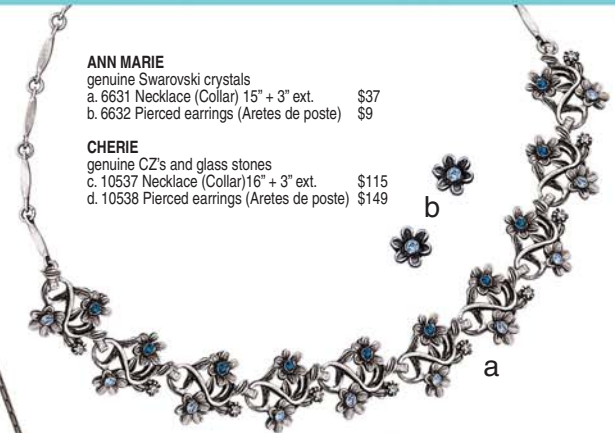 ANN MARIE
genuine Swarovski crystals
a. 6631 Necklace (Collar) 15” + 3” ext. $37
b. 6632 Pierced earrings (Aretes de poste) $9
CHERIE
genuine CZ's and glass stones
c. 10537 Necklace (Collar)16” + 3” ext. $115
d. 10538 Pierced earrings (Aretes de poste) $149
b
a